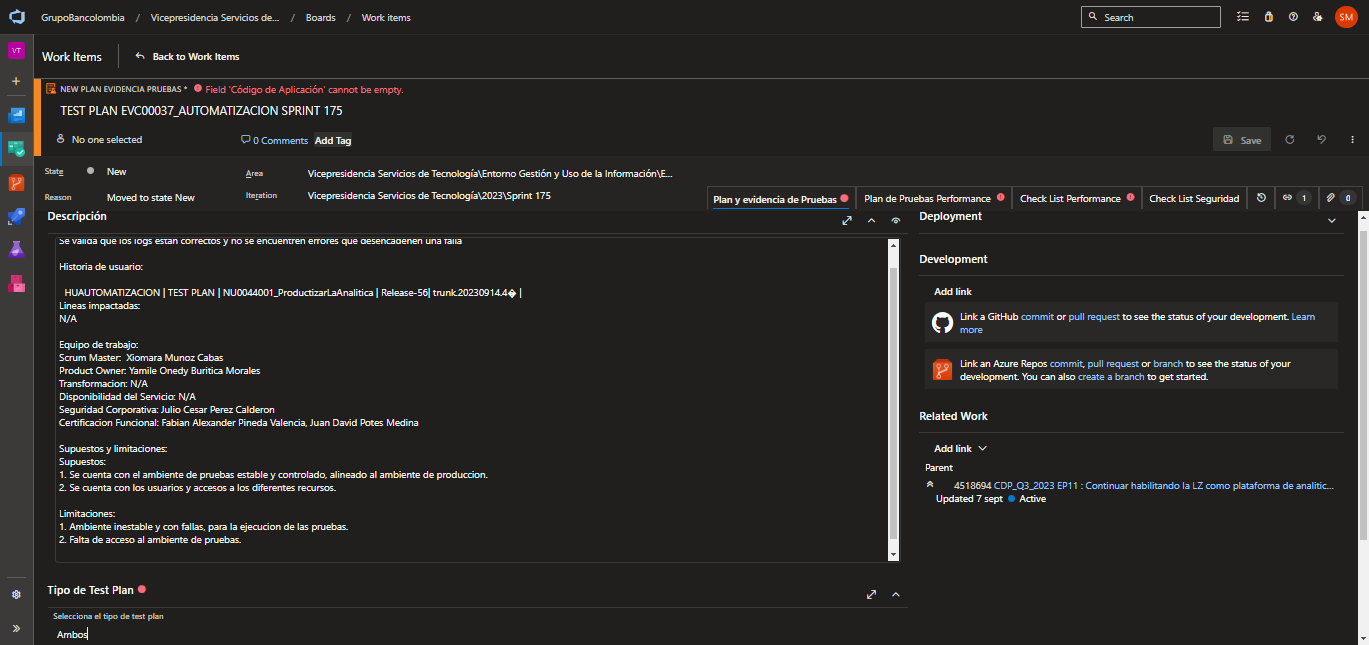 GrupoBancolombia / Vicepresidencia Servicios de... / Boards / Work items
Search
SM
VT
Work Items
Back to Work Items
NEW PLAN EVIDENCIA PRUEBAS * Field 'Código de Aplicación' cannot be empty.
TEST PLAN EVC00037_AUTOMATIZACION SPRINT 175
No one selected
0 Comments
Add Tag
Save
State
New
Area
Vicepresidencia Servicios de Tecnología\Entorno Gestión y Uso de la Información\E...
Reason
Moved to state New
Iteration
Vicepresidencia Servicios de Tecnología\2023\Sprint 175
Plan y evidencia de Pruebas
Plan de Pruebas Performance
Check List Performance
Check List Seguridad
1
0
Descripción
Se valida que los logs estan correctos y no se encuentren errores que desencadenen una falla
Historia de usuario:
HUAUTOMATIZACION | TEST PLAN | NU0044001_ProductizarLaAnalitica | Release-56| trunk.20230914.4� |
Lineas impactadas:
N/A
Equipo de trabajo:
Scrum Master: Xiomara Munoz Cabas
Product Owner: Yamile Onedy Buritica Morales
Transformacion: N/A
Disponibilidad del Servicio: N/A
Seguridad Corporativa: Julio Cesar Perez Calderon
Certificacion Funcional: Fabian Alexander Pineda Valencia, Juan David Potes Medina
Supuestos y limitaciones:
Supuestos:
1. Se cuenta con el ambiente de pruebas estable y controlado, alineado al ambiente de produccion.
2. Se cuenta con los usuarios y accesos a los diferentes recursos.
Limitaciones:
1. Ambiente inestable y con fallas, para la ejecucion de las pruebas.
2. Falta de acceso al ambiente de pruebas.
Tipo de Test Plan
Selecciona el tipo de test plan
Ambos
Deployment
Development
Add link
Link a GitHub commit or pull request to see the status of your development. Learn
more
Link an Azure Repos commit, pull request or branch to see the status of your
development. You can also create a branch to get started.
Related Work
Add link
Parent
4518694 CDP_Q3_2023 EP11 : Continuar habilitando la LZ como plataforma de analitic...
Updated 7 sept
Active